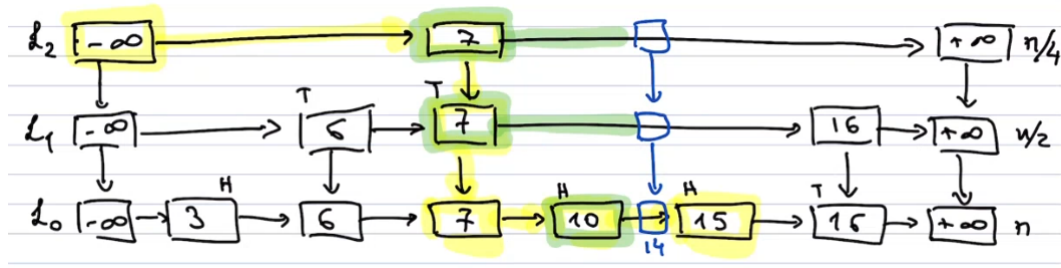 L₂ -∞ 7 +∞ n/4
T T
L₁ -∞ 6 7 16 +∞ n/2
H H H T
L₀ -∞ 3 6 7 10 15 16 +∞ n
14